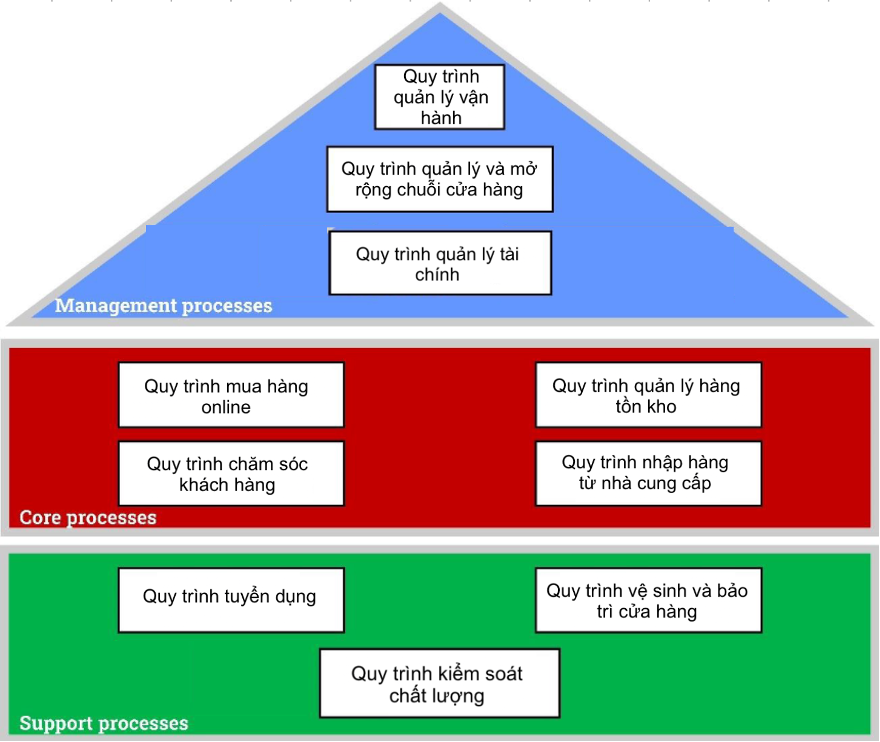 Quy trình
quản lý vận
hành
Quy trình quản lý và mở
rộng chuỗi cửa hàng
Quy trình quản lý tài
chính
Management processes
Quy trình mua hàng
online
Quy trình quản lý hàng
tồn kho
Quy trình chăm sóc
khách hàng
Quy trình nhập hàng
từ nhà cung cấp
Core processes
Quy trình tuyển dụng
Quy trình vệ sinh và bảo
trì cửa hàng
Quy trình kiểm soát
chất lượng
Support processes